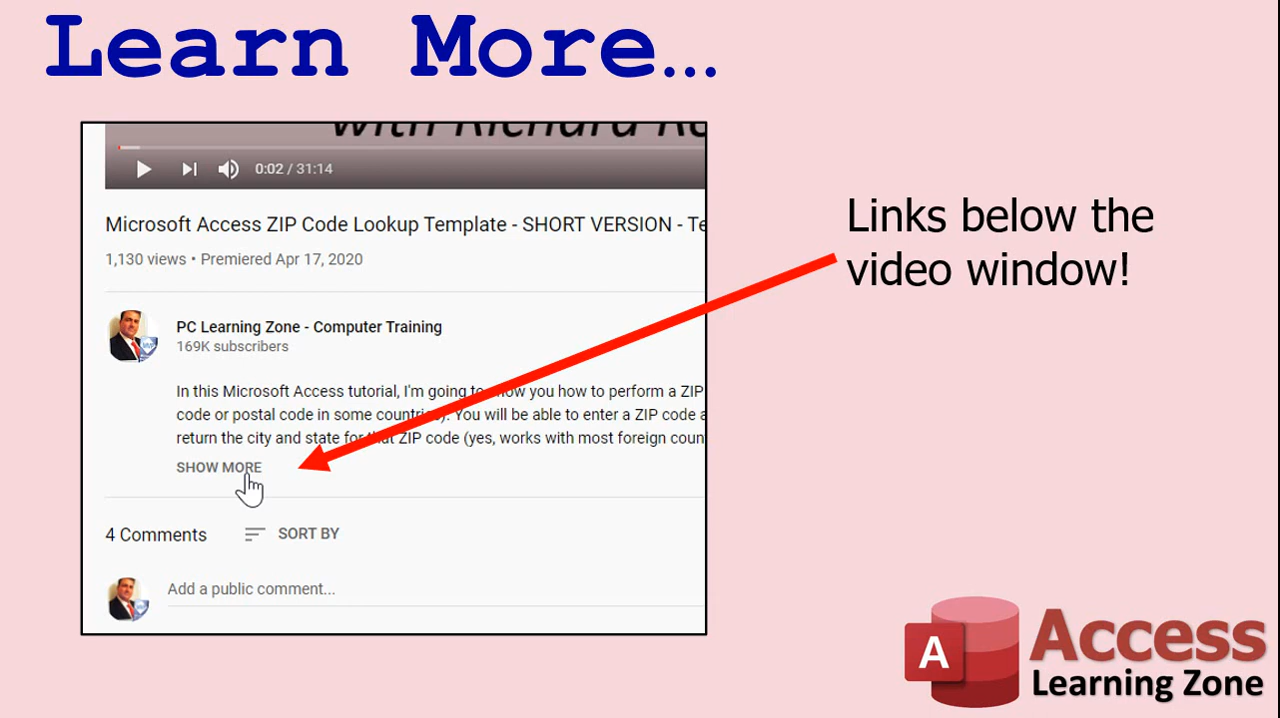 Learn More...
with Richard
0:02 / 31:14
Microsoft Access ZIP Code Lookup Template - SHORT VERSION - Te
1,130 views • Premiered Apr 17, 2020
PC Learning Zone - Computer Training
169K subscribers
In this Microsoft Access tutorial, I'm going to show you how to perform a ZIP
code or postal code in some countries). You will be able to enter a ZIP code a
return the city and state for that ZIP code (yes, works with most foreign coun
SHOW MORE
4 Comments
SORT BY
Add a public comment...
Links below the
video window!
A
Access
Learning Zone